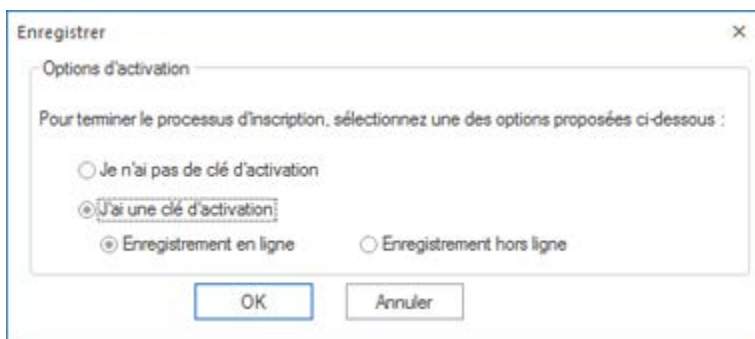 Enregistrer
Options d'activation
Pour terminer le processus d'inscription, sélectionnez une des options proposées ci-dessous :
Je n'ai pas de clé d'activation
J'ai une clé d'activation
Enregistrement en ligne
Enregistrement hors ligne
OK
Annuler